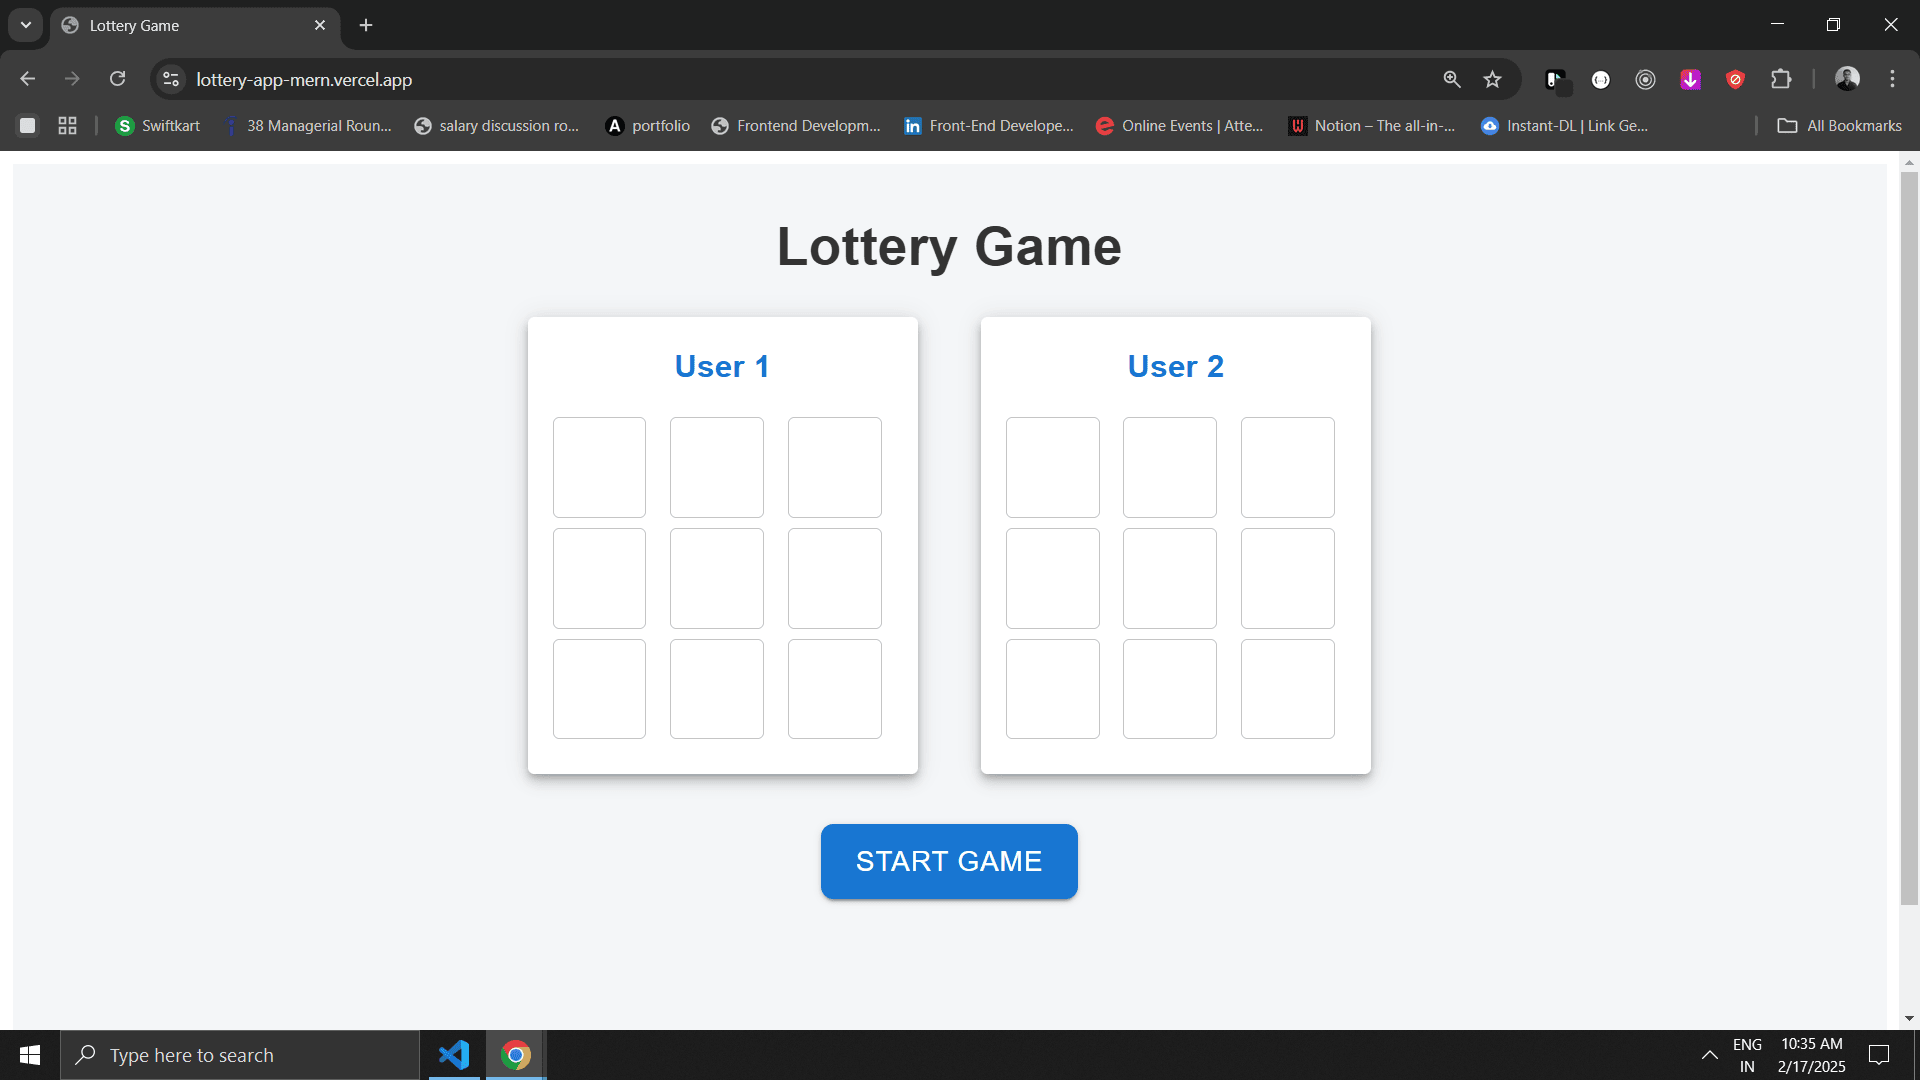 Lottery Game
lottery-app-mern.vercel.app
S Swiftkart
38 Managerial Roun...
salary discussion ro...
A portfolio
Frontend Developm...
in Front-End Develope...
e Online Events | Atte...
Notion – The all-in-...
Instant-DL | Link Ge...
All Bookmarks
Lottery Game
User 1
User 2
START GAME
Type here to search
ENG
IN
10:35 AM
2/17/2025